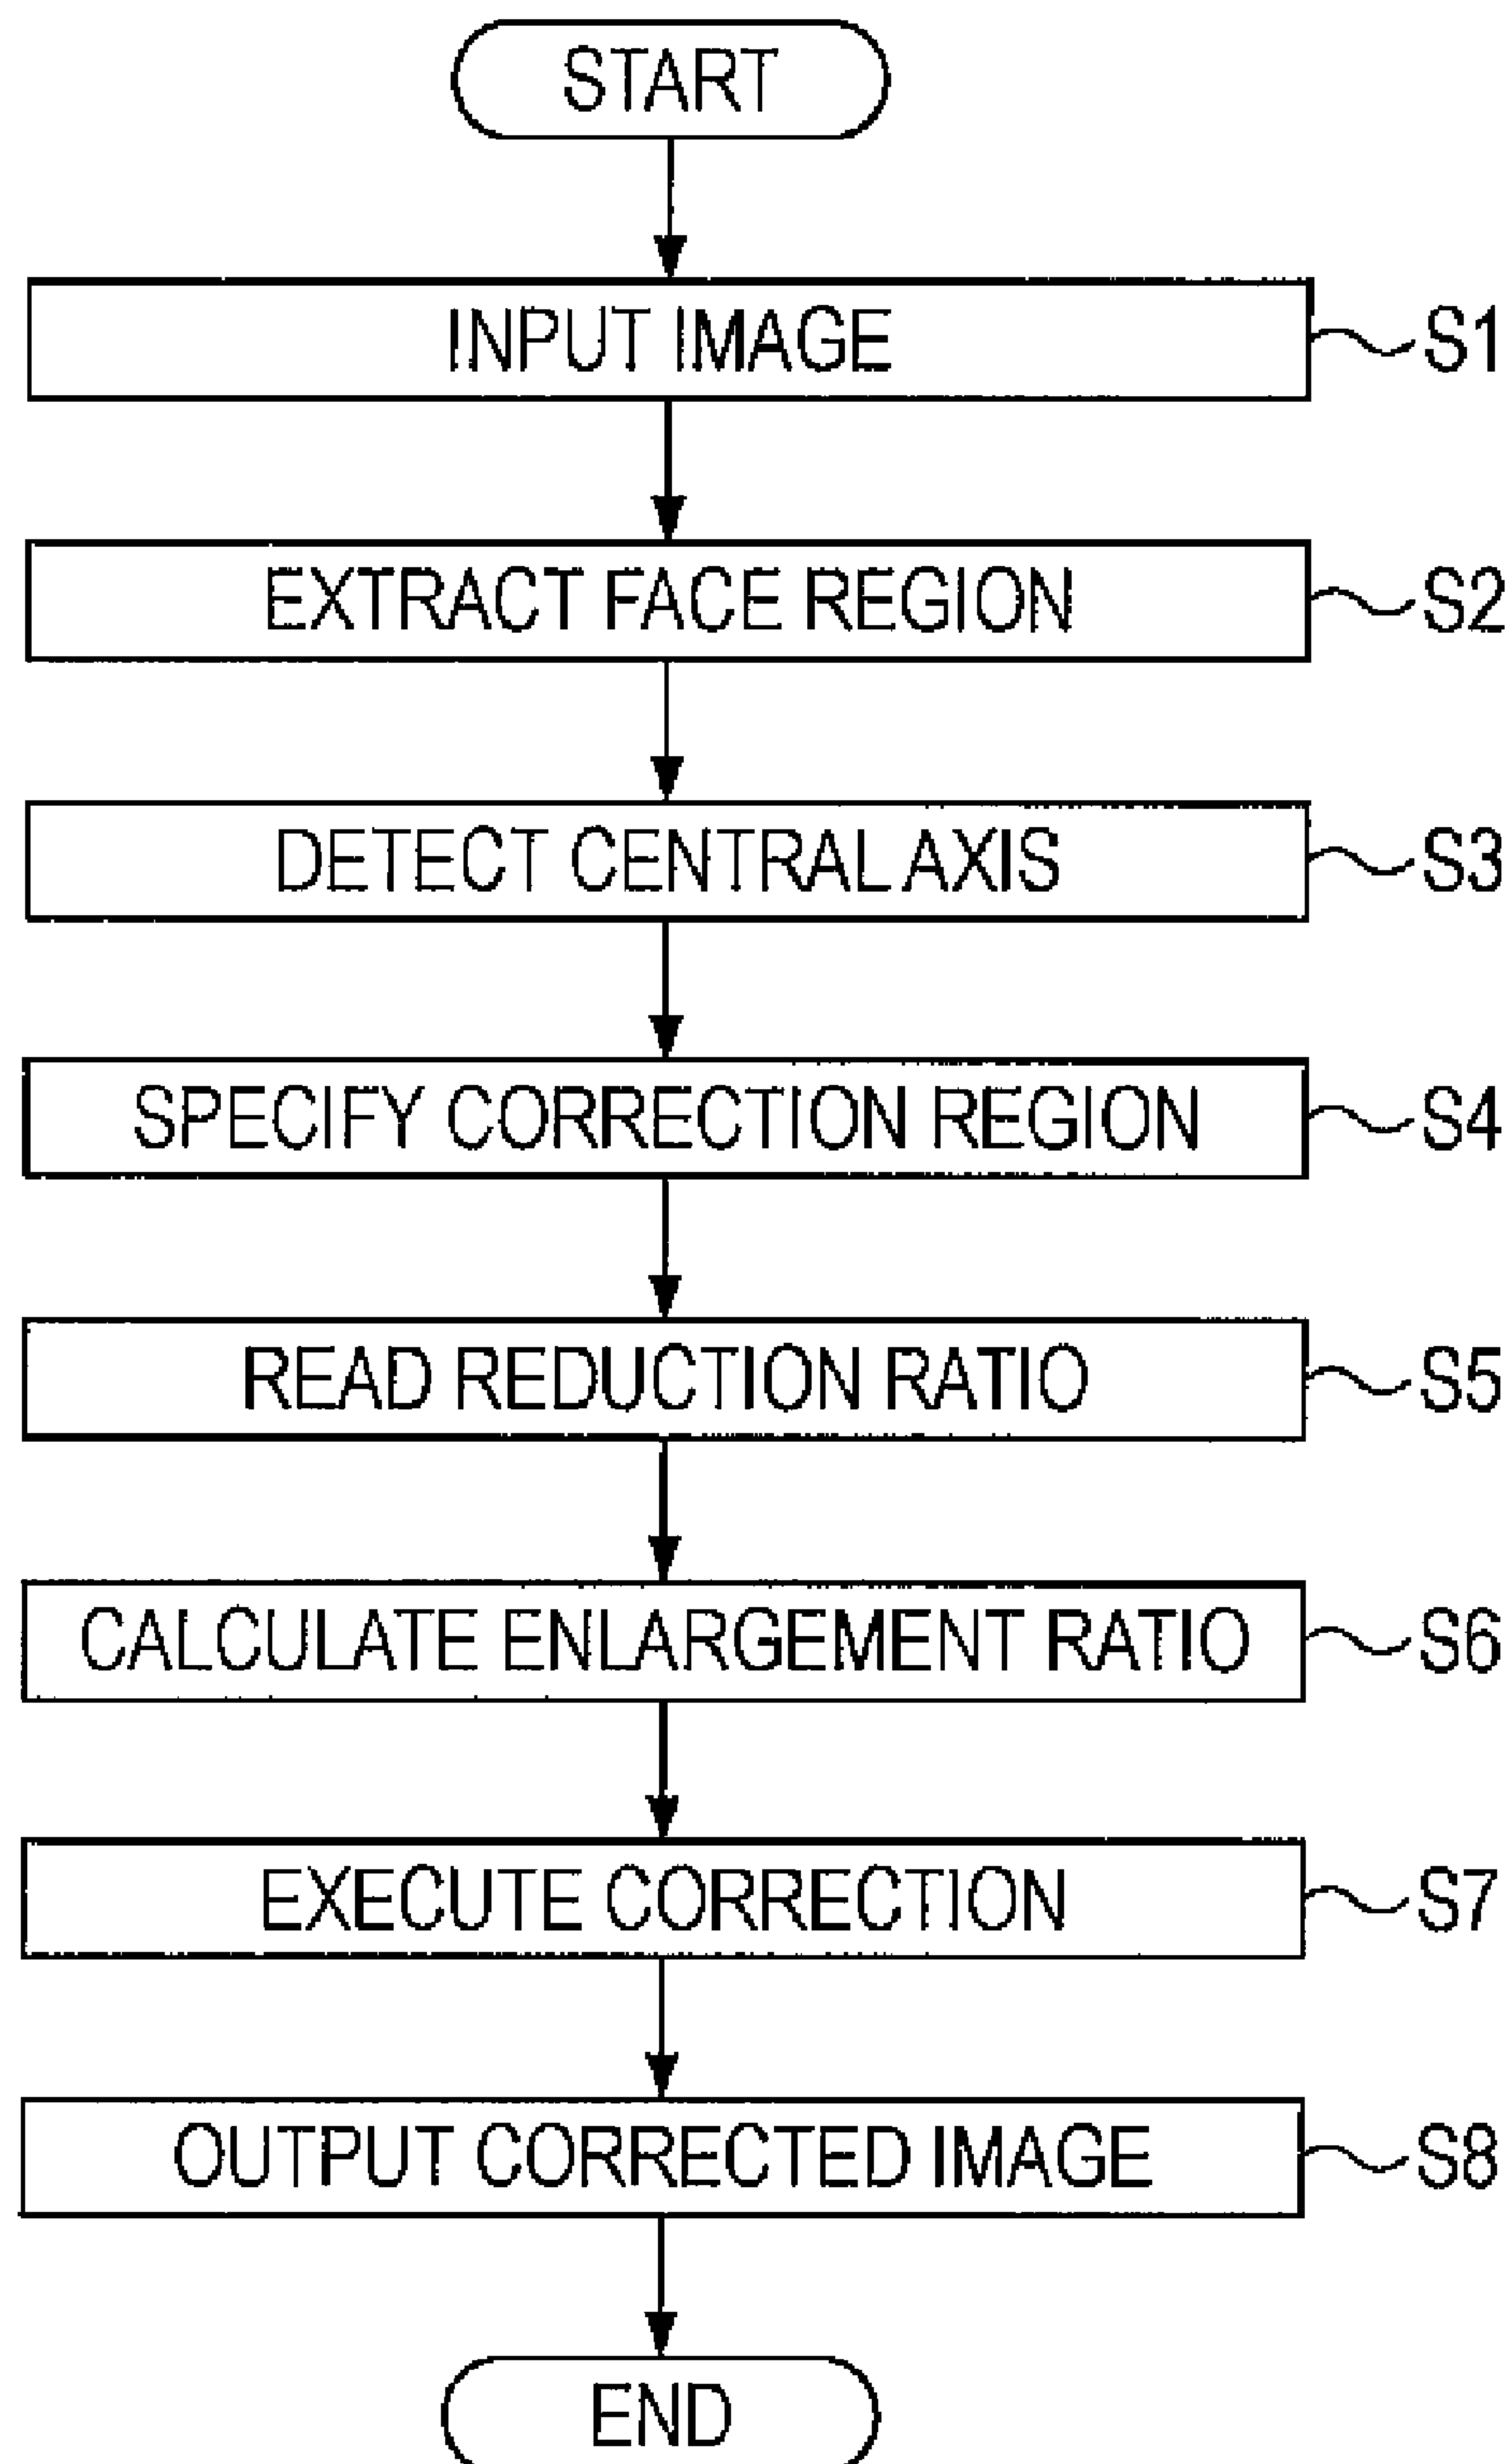 START
INPUT IMAGE
S1
EXTRACT FACE REGION
S2
DETECT CENTRAL AXIS
S3
SPECIFY CORRECTION REGION
S4
READ REDUCTION RATIO
S5
CALCULATE ENLARGEMENT RATIO
S6
EXECUTE CORRECTION
S7
OUTPUT CORRECTED IMAGE
S8
END